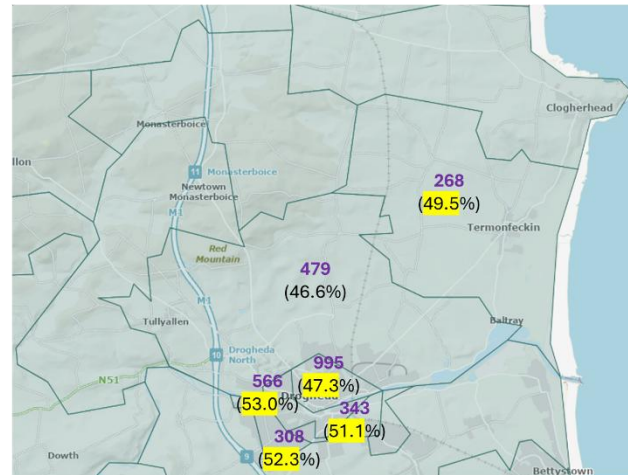 Clogherhead
Monasterboice
llon
11 Monasterboice
Newtown
Monasterboice
M1
268
(49.5%)
Termonfeckin
Red
Mountain
479
(46.6%)
M1
Tullyallen
Baltray
10 Drogheda
North
N51
995
566
(47.3%)
(53.0%)
Drogheda
343
308
(51.1%)
Dowth
9
(52.3%)
Bettystown